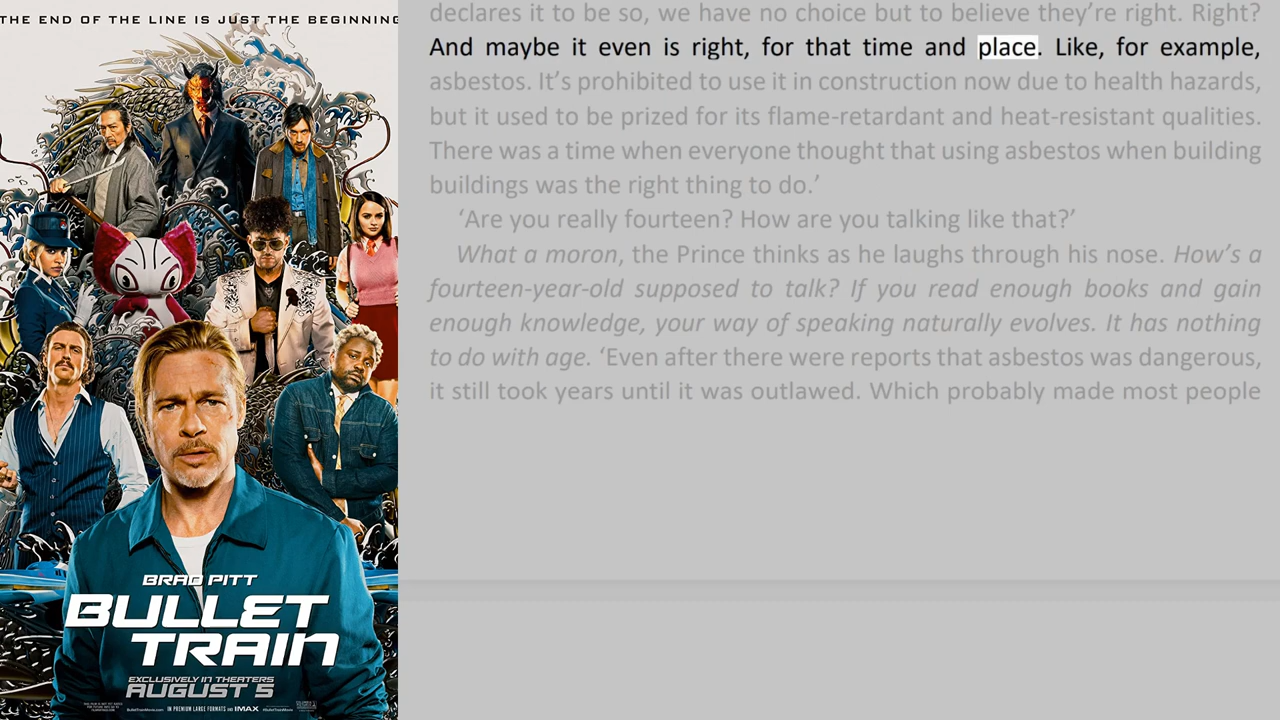 THE END OF THE LINE IS JUST THE BEGINNING
BRAD PITT
BULLET
TRAIN
EXCLUSIVELY IN THEATERS
AUGUST 5
BulletTrainMovie.com
IN PREMIUM LARGE FORMATS AND IMAX
#BulletTrainMovie
declares it to be so, we have no choice but to believe they’re right. Right?
And maybe it even is right, for that time and place. Like, for example,
asbestos. It’s prohibited to use it in construction now due to health hazards,
but it used to be prized for its flame-retardant and heat-resistant qualities.
There was a time when everyone thought that using asbestos when building
buildings was the right thing to do.’
‘Are you really fourteen? How are you talking like that?’
What a moron, the Prince thinks as he laughs through his nose. How’s a
fourteen-year-old supposed to talk? If you read enough books and gain
enough knowledge, your way of speaking naturally evolves. It has nothing
to do with age. ‘Even after there were reports that asbestos was dangerous,
it still took years until it was outlawed. Which probably made most people